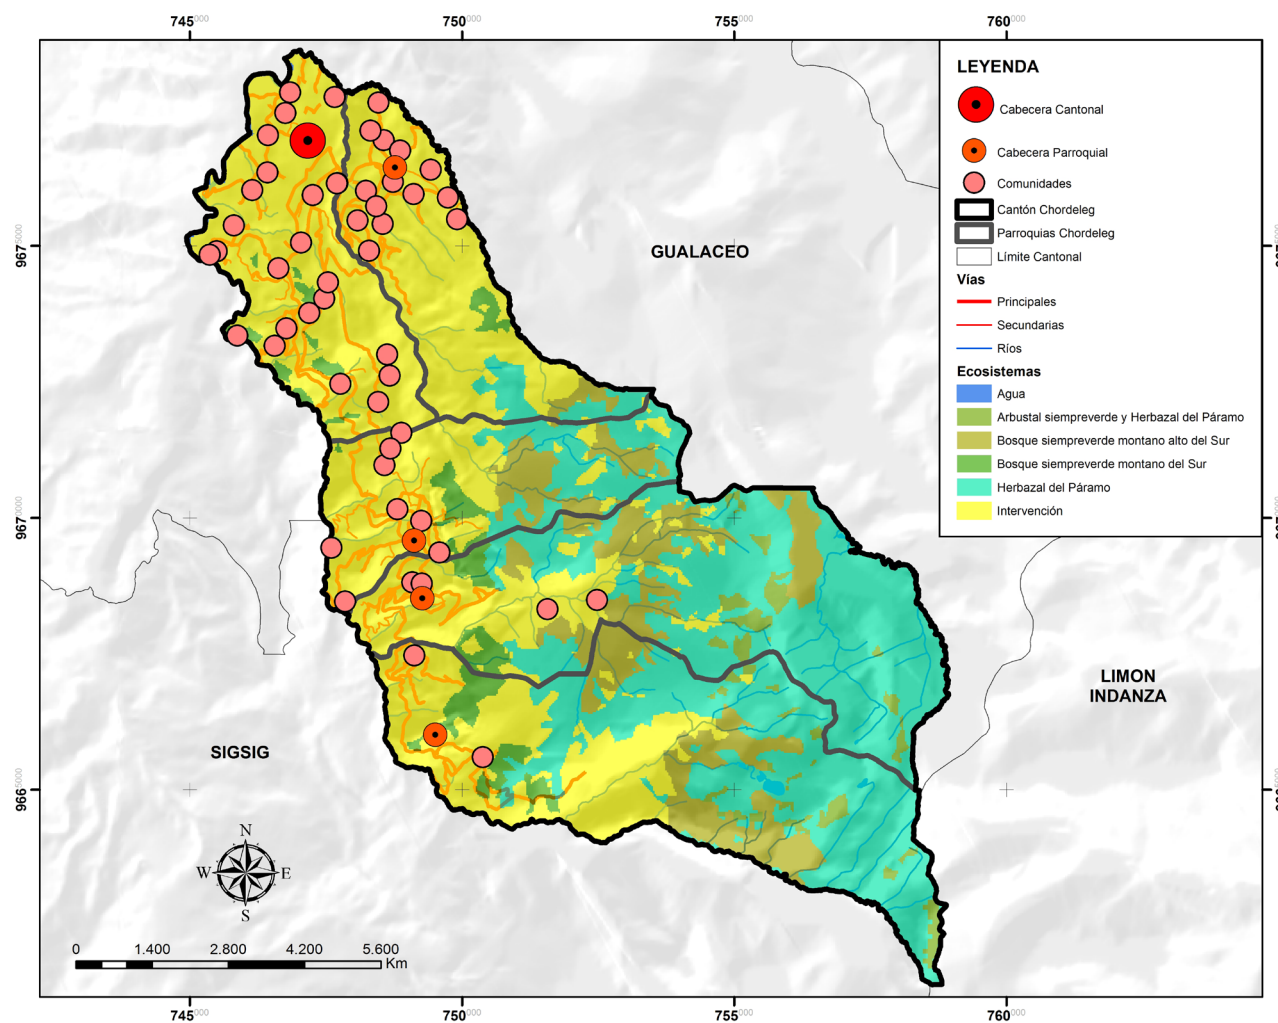 745000 750000 755000 760000
LEYENDA
Cabecera Cantonal
Cabecera Parroquial
Comunidades
Cantón Chordeleg
Parroquias Chordeleg
Límite Cantonal
Vías
Principales
Secundarias
Ríos
Ecosistemas
Agua
Arbustal siempreverde y Herbazal del Páramo
Bosque siempreverde montano alto del Sur
Bosque siempreverde montano del Sur
Herbazal del Páramo
Intervención
9675000
GUALACEO
9670000
LIMON
INDANZA
SIGSIG
9665000
N
W E
S
0 1.400 2.800 4.200 5.600
Km
745000 750000 755000 760000